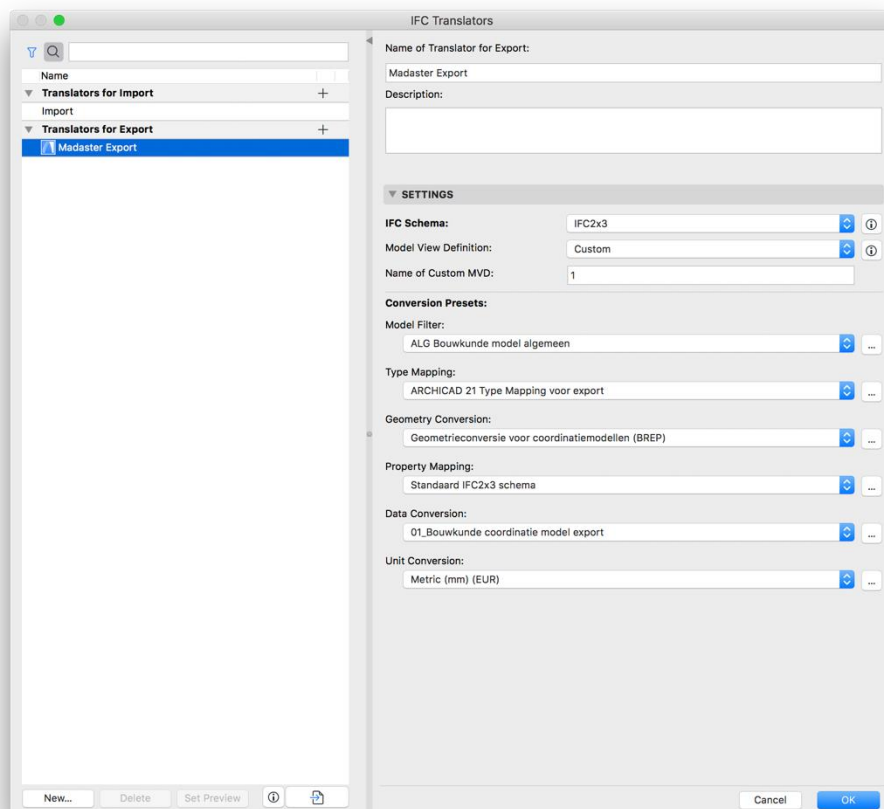 IFC Translators
Name
Translators for Import
Import
Translators for Export
Madaster Export
New...
Delete
Set Preview
Name of Translator for Export:
Madaster Export
Description:
SETTINGS
IFC Schema:
IFC2x3
Model View Definition:
Custom
Name of Custom MVD:
1
Conversion Presets:
Model Filter:
ALG Bouwkunde model algemeen
...
Type Mapping:
ARCHICAD 21 Type Mapping voor export
...
Geometry Conversion:
Geometrieconversie voor coordinatiemodellen (BREP)
...
Property Mapping:
Standaard IFC2x3 schema
...
Data Conversion:
01_Bouwkunde coordinatie model export
...
Unit Conversion:
Metric (mm) (EUR)
...
Cancel
OK